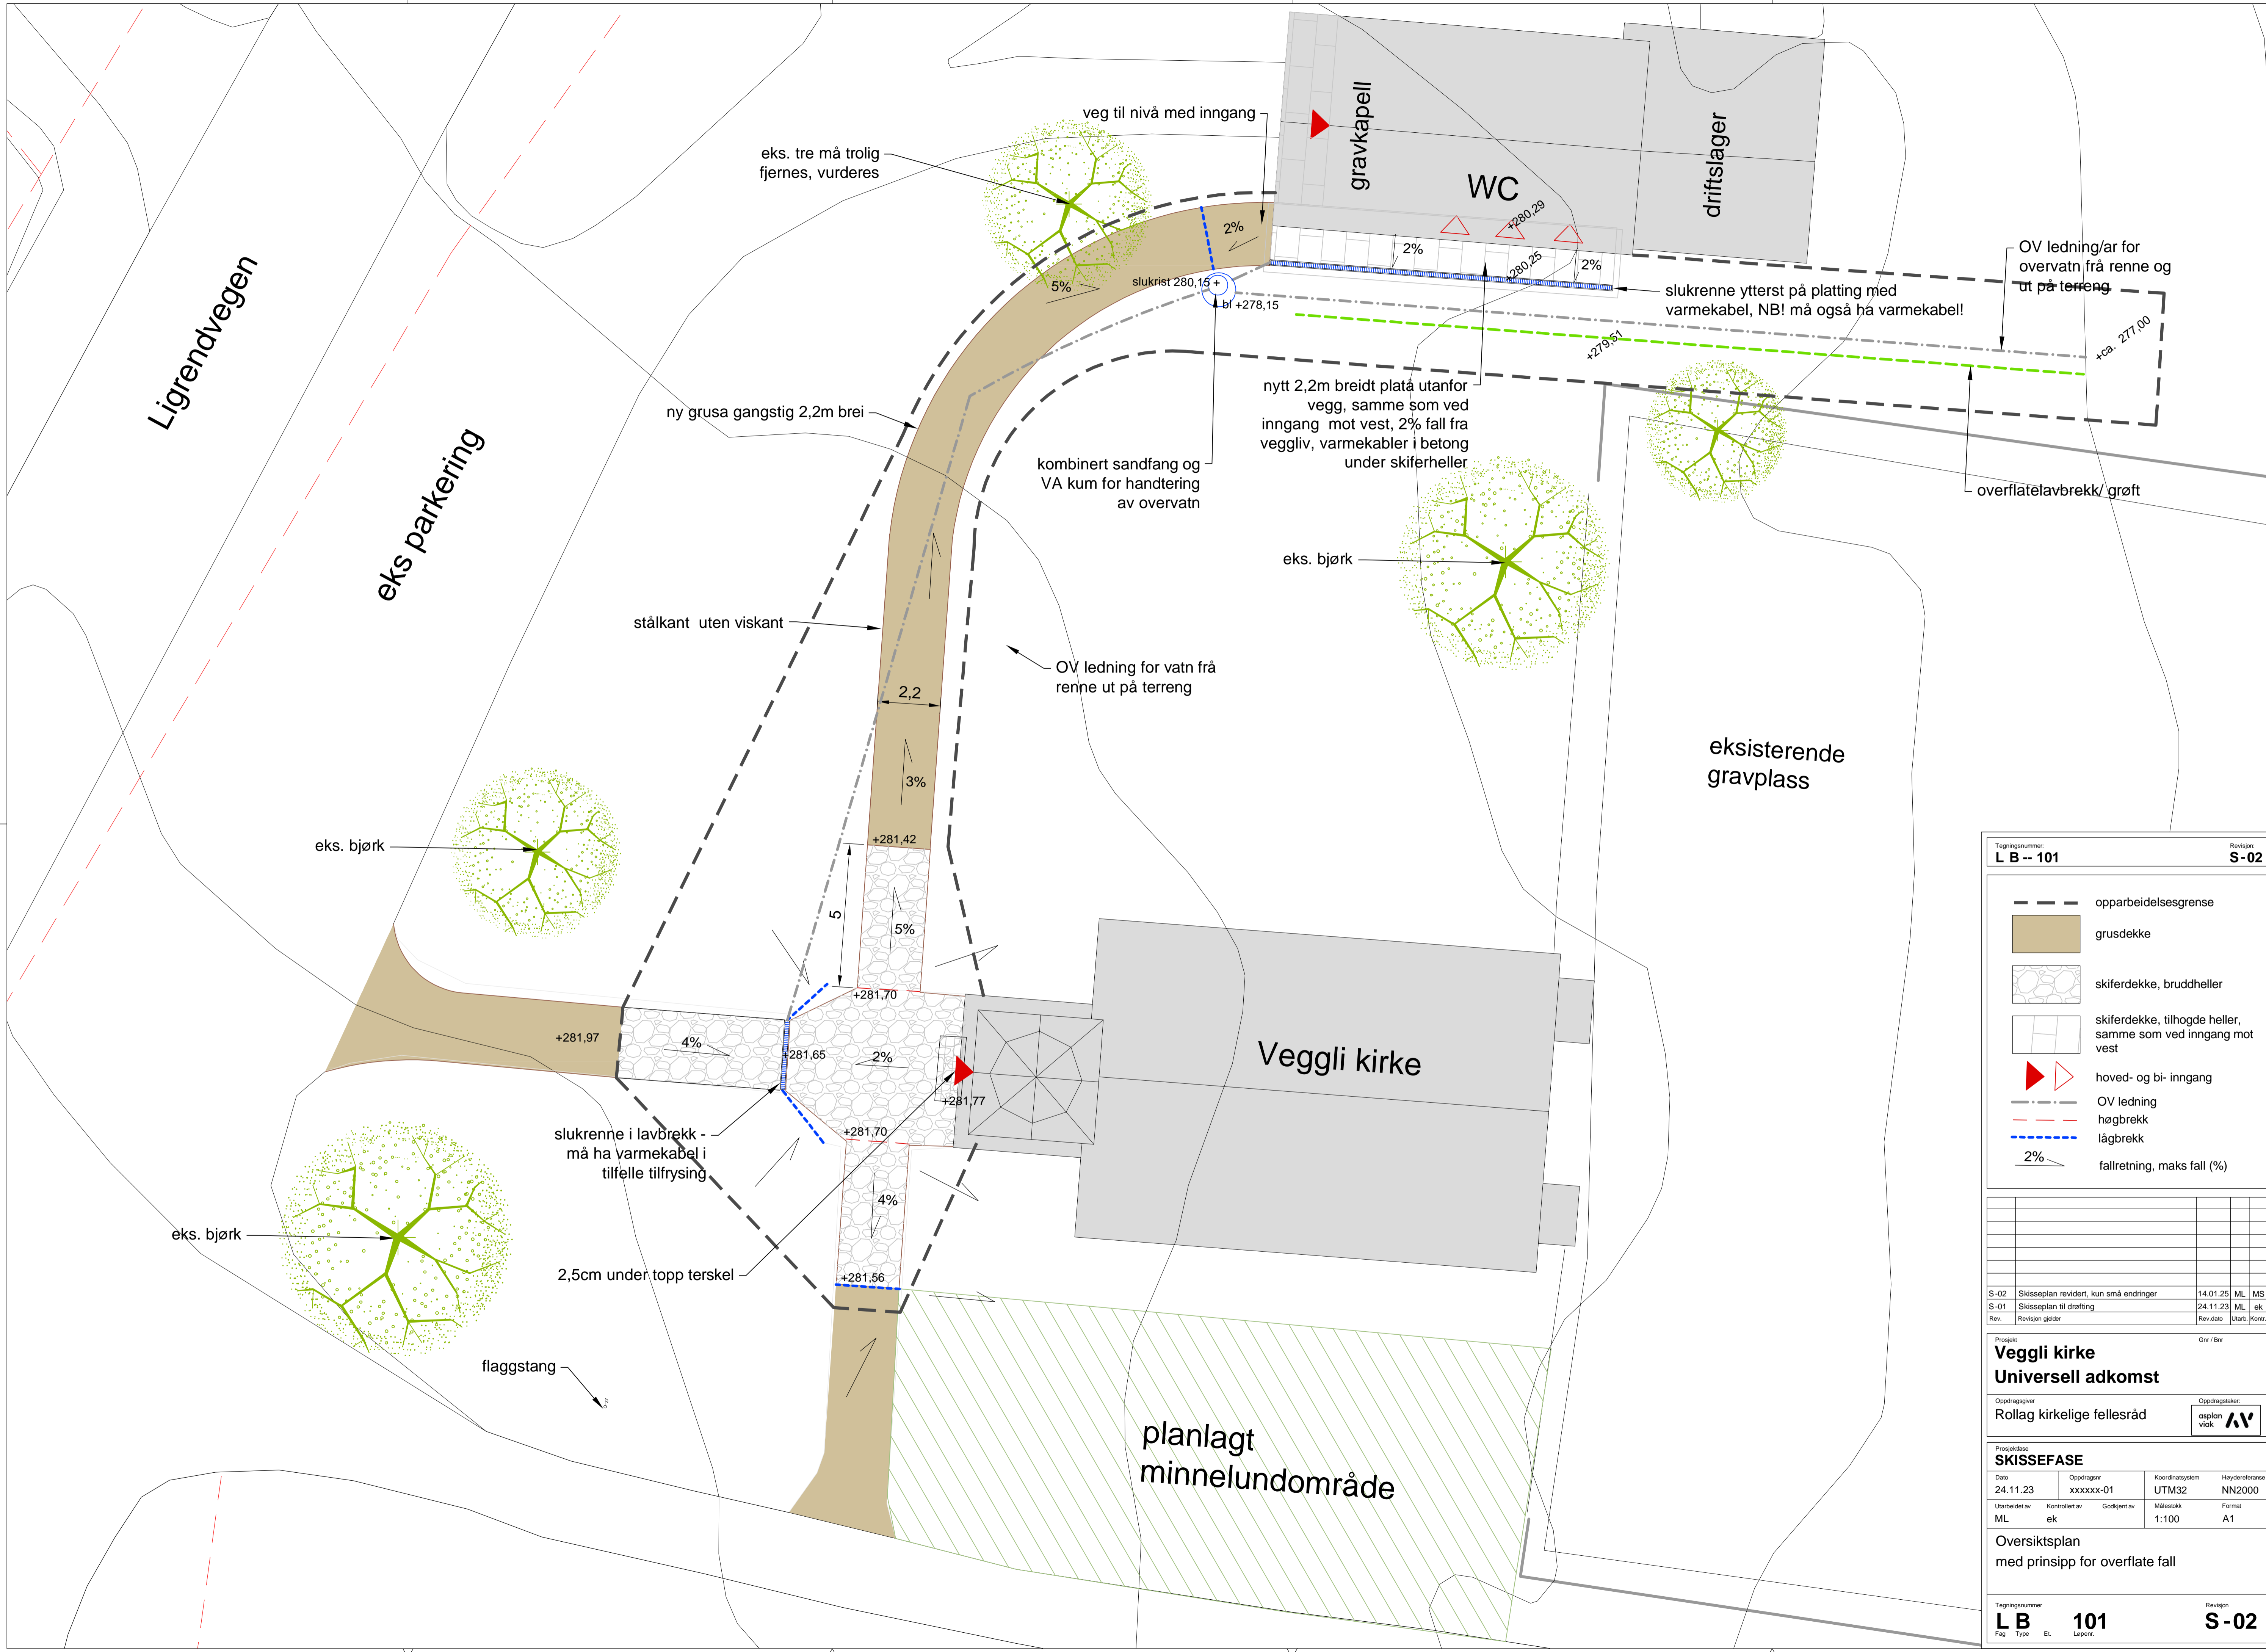 Ligrendvegen
eks parkering
eks. tre må trolig
fjernes, vurderes
veg til nivå med inngang
gravkapell
WC
driftslager
2%
5%
slukrist 280,15 +
bl +278,15
2%
+280,29
+280,25
2%
OV ledning/ar for
overvatn frå renne og
ut på terreng
slukrenne ytterst på platting med
varmekabel, NB! må også ha varmekabel!
+279,51
+ca. 277,00
ny grusa gangstig 2,2m brei
nytt 2,2m breidt platå utanfor
vegg, samme som ved
inngang mot vest, 2% fall fra
veggliv, varmekabler i betong
under skiferheller
kombinert sandfang og
VA kum for handtering
av overvatn
overflatelavbrekk/ grøft
eks. bjørk
stålkant uten viskant
OV ledning for vatn frå
renne ut på terreng
2,2
3%
eksisterende
gravplass
eks. bjørk
+281,42
5
5%
+281,70
+281,97
4%
+281,65
2%
+281,77
Veggli kirke
slukrenne i lavbrekk -
må ha varmekabel i
tilfelle tilfrysing
+281,70
4%
eks. bjørk
2,5cm under topp terskel
+281,56
flaggstang
planlagt
minnelundområde
Tegningsnummer: Revisjon:
L B -- 101 S-02
opparbeidelsesgrense
grusdekke
skiferdekke, bruddheller
skiferdekke, tilhogde heller,
samme som ved inngang mot
vest
hoved- og bi- inngang
OV ledning
høgbrekk
lågbrekk
2% fallretning, maks fall (%)
S-02 Skisseplan revidert, kun små endringer 14.01.25 ML MS
S-01 Skisseplan til drøfting 24.11.23 ML ek
Rev. Revisjon gjelder Rev.dato Utarb. Kontr.
Prosjekt Gnr / Bnr
Veggli kirke
Universell adkomst
Oppdragsgiver Oppdragstaker:
Rollag kirkelige fellesråd
asplan
viak
Prosjektfase
SKISSEFASE
Dato Oppdragsnr Koordinatsystem Høydereferanse
24.11.23 xxxxxx-01 UTM32 NN2000
Utarbeidet av Kontrollert av Godkjent av Målestokk Format
ML ek 1:100 A1
Oversiktsplan
med prinsipp for overflate fall
Tegningsnummer Revisjon
L B 101 S-02
Fag Type Et. Løpenr.